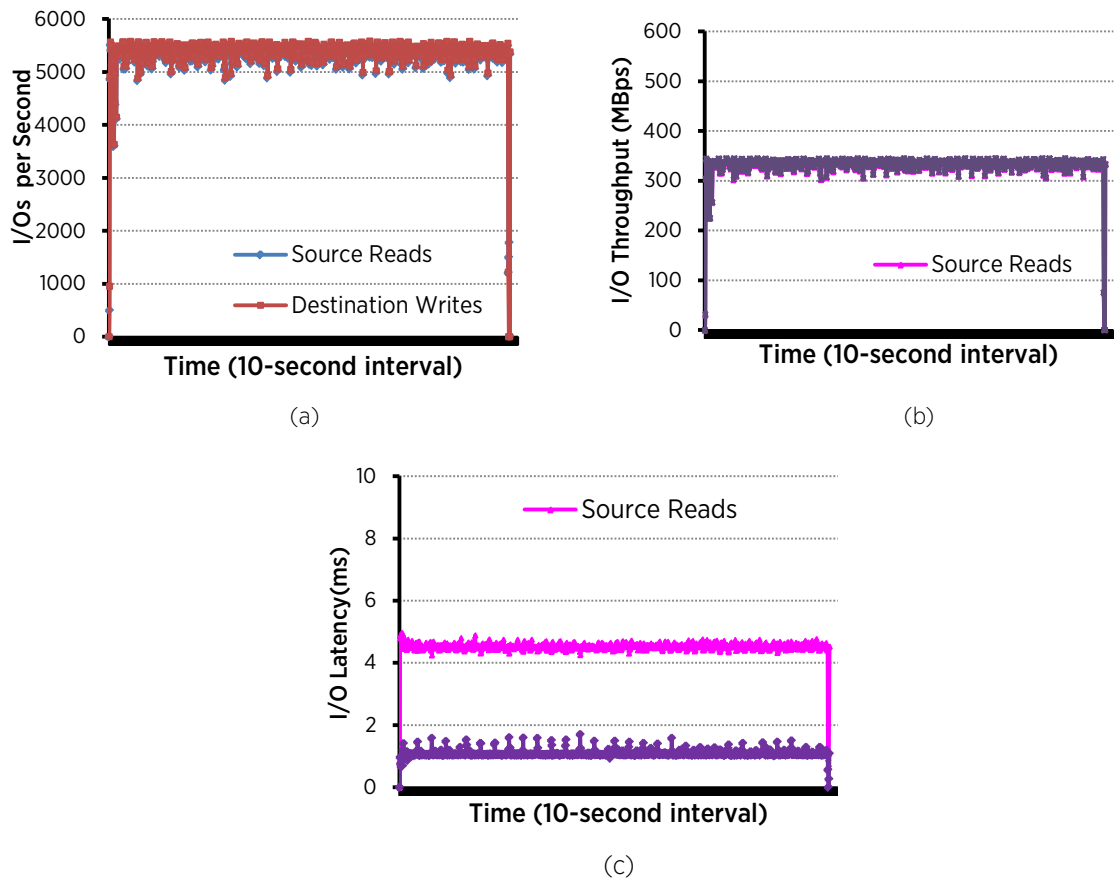 6000
5000
4000
3000
2000
1000
0
I/Os per Second
Source Reads
Destination Writes
Time (10-second interval)
(a)
600
500
400
300
200
100
0
I/O Throughput (MBps)
Source Reads
Time (10-second interval)
(b)
10
8
6
4
2
0
I/O Latency(ms)
Source Reads
Time (10-second interval)
(c)